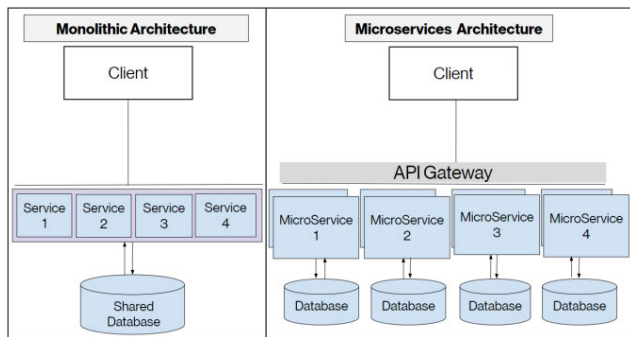 Monolithic Architecture
Client
Service
1
Service
2
Service
3
Service
4
Shared
Database
Microservices Architecture
Client
API Gateway
MicroService
1
MicroService
2
MicroService
3
MicroService
4
Database
Database
Database
Database